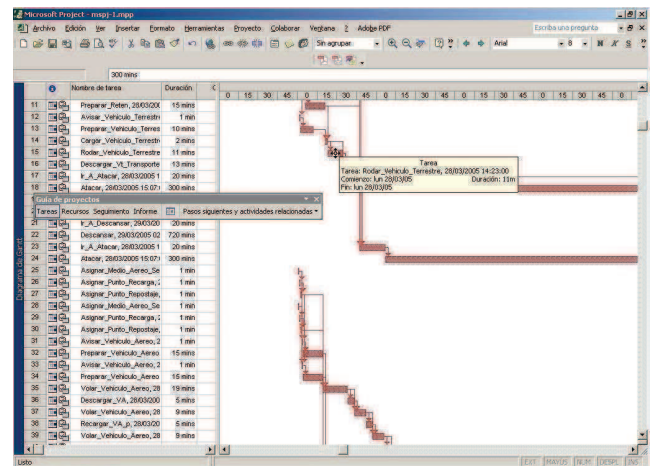 Microsoft Project - mspj-1.mpp
Archivo Edición Ver Insertar Formato Herramientas Proyecto Colaborar Ventana ? Adobe PDF Escriba una pregunta
Sin agrupar Arial 8 N K S
300 mins
Nombre de tarea Duración
0 15 30 45 0 15 30 45 0 15 30 45 0 15 30 45 0 15 30 45 0 15 30
11 Preparar_Reten, 28/03/200 15 mins
12 Avisar_Vehiculo_Terrestre 1 min
13 Preparar_Vehiculo_Terres 10 mins
14 Cargar_Vehiculo_Terrestre 2 mins
15 Rodar_Vehiculo_Terrestre 11 mins
16 Descargar_Vt_Transporte 13 mins
17 Ir_A_Atacar, 28/03/2005 1 20 mins
18 Atacar, 28/03/2005 15:07: 300 mins
Tarea
Tarea: Rodar_Vehiculo_Terrestre, 28/03/2005 14:23:00
Comienzo: lun 28/03/05 Duración: 11m
Fin: lun 28/03/05
Guía de proyectos
Tareas Recursos Seguimiento Informe Pasos siguientes y actividades relacionadas
21 Ir_A_Descansar, 29/03/20 20 mins
22 Descansar, 29/03/2005 02 720 mins
23 Ir_A_Atacar, 28/03/2005 1 20 mins
24 Atacar, 28/03/2005 15:07: 300 mins
25 Asignar_Medio_Aereo_Se 1 min
26 Asignar_Punto_Recarga, 2 1 min
27 Asignar_Punto_Repostaje, 1 min
28 Asignar_Medio_Aereo_Se 1 min
29 Asignar_Punto_Recarga, 2 1 min
30 Asignar_Punto_Repostaje, 1 min
31 Avisar_Vehiculo_Aereo, 2 1 min
32 Preparar_Vehiculo_Aereo 15 mins
33 Avisar_Vehiculo_Aereo, 2 1 min
34 Preparar_Vehiculo_Aereo 15 mins
35 Volar_Vehiculo_Aereo, 28 19 mins
36 Descargar_VA, 28/03/200 5 mins
37 Volar_Vehiculo_Aereo, 28 9 mins
38 Recargar_VA_p, 28/03/20 5 mins
39 Volar_Vehiculo_Aereo, 28 9 mins
Diagrama de Gantt
Listo EXT MAYÚS NÚM DESPL INS